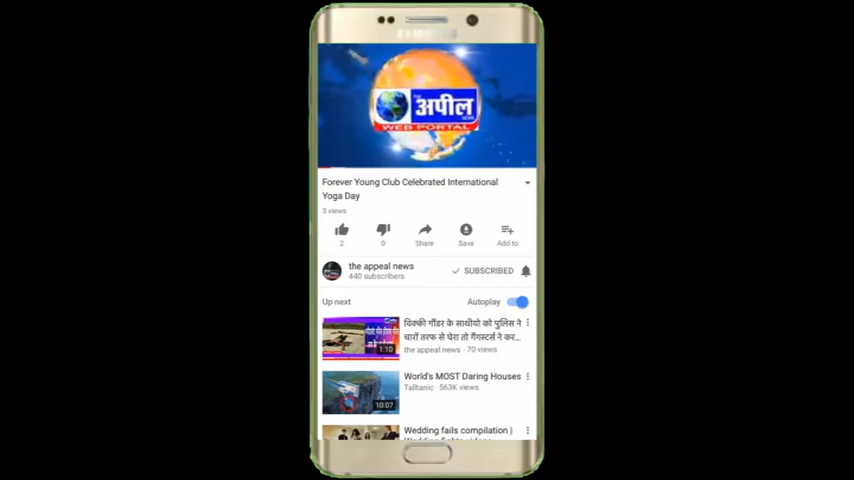 SAMSUNG
अपील
WEB PORTAL
Forever Young Club Celebrated International
Yoga Day
3 views
2
0
Share
Save
Add to
the appeal news
440 subscribers
SUBSCRIBED
Up next
Autoplay
विक्की गौंडर के साथीयो को पुलिस ने
चारों तरफ से घेरा तो गैंगस्टर्स ने कर...
the appeal news · 70 views
1:10
World's MOST Daring Houses
Talltanic · 563K views
10:07
Wedding fails compilation |